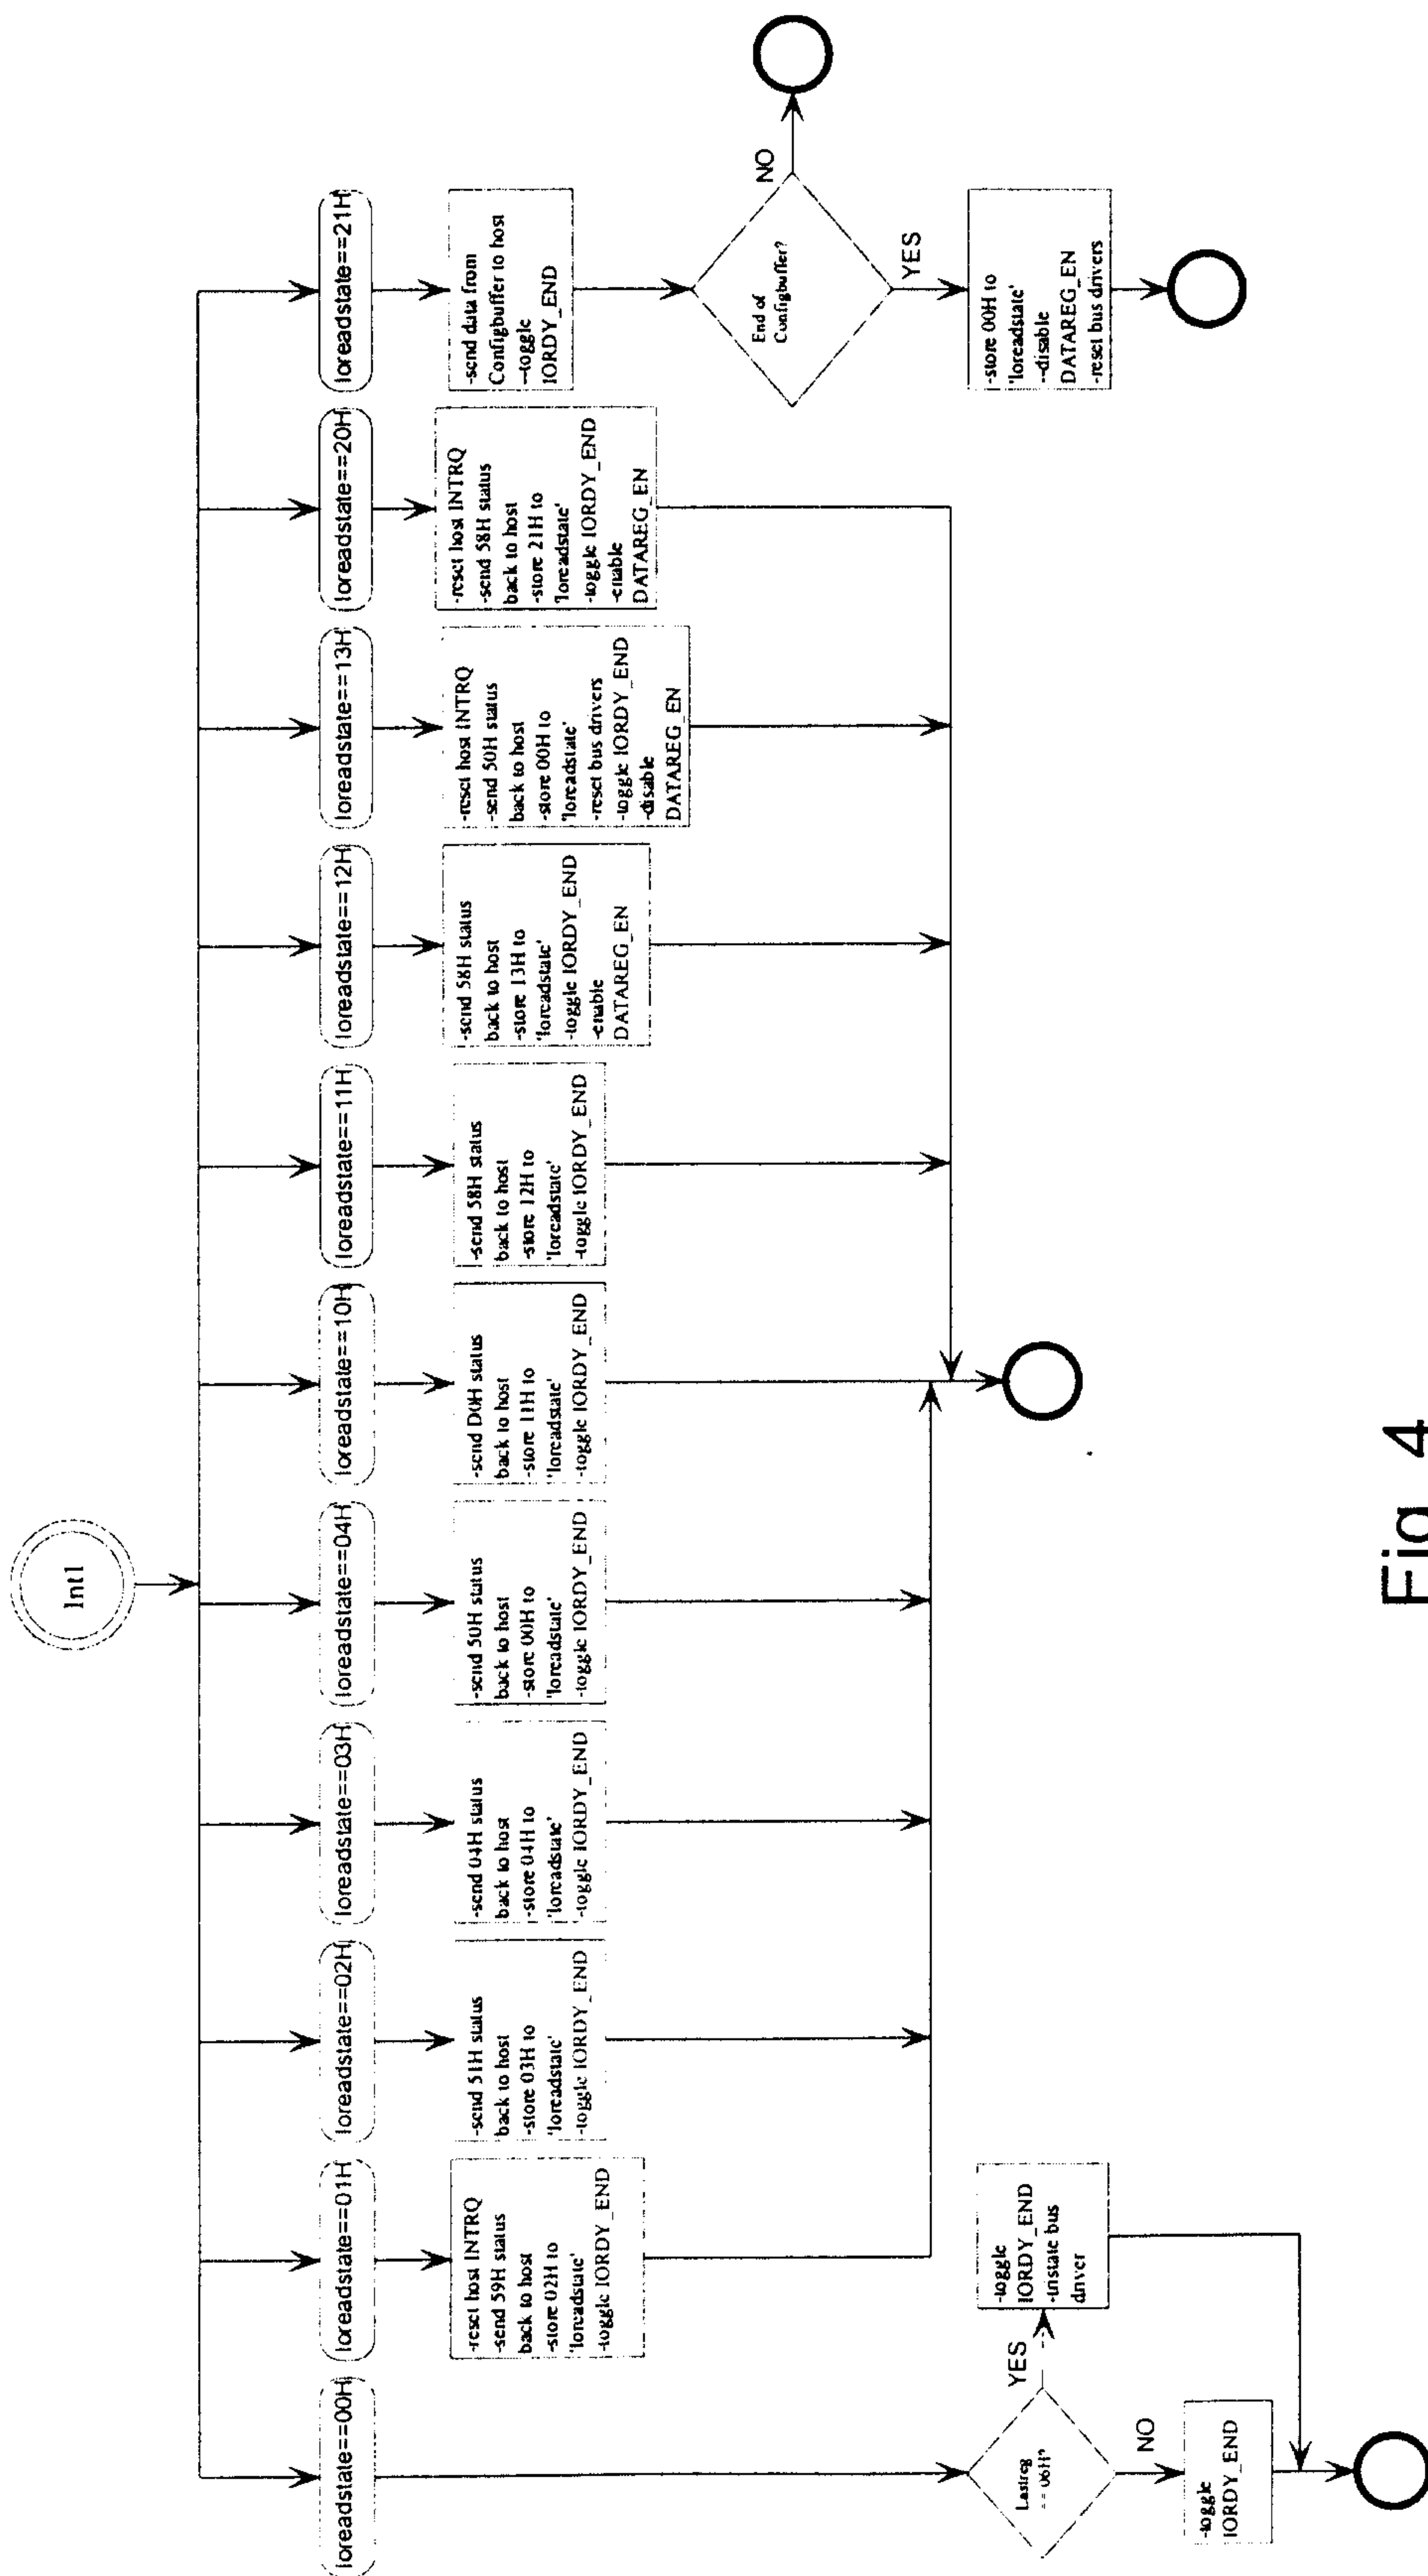 Int1
Ioreadstate==00H
Ioreadstate==01H
Ioreadstate==02H
Ioreadstate==03H
Ioreadstate==04H
Ioreadstate==10H
Ioreadstate==11H
Ioreadstate==12H
Ioreadstate==13H
Ioreadstate==20H
Ioreadstate==21H
-reset host INTRQ
-send 59H status
back to host
-store 02H to
'Ioreadstate'
-toggle IORDY_END
-send 51H status
back to host
-store 03H to
'Ioreadstate'
-toggle IORDY_END
-send 04H status
back to host
-store 04H to
'Ioreadstate'
-toggle IORDY_END
-send 50H status
back to host
-store 00H to
'Ioreadstate'
-toggle IORDY_END
-send D0H status
back to host
-store 11H to
'Ioreadstate'
-toggle IORDY_END
-send 58H status
back to host
-store 12H to
'Ioreadstate'
-toggle IORDY_END
-send 58H status
back to host
-store 13H to
'Ioreadstate'
-toggle IORDY_END
-enable
DATAREG_EN
-reset host INTRQ
-send 50H status
back to host
-store 00H to
'Ioreadstate'
-reset bus drivers
-toggle IORDY_END
-disable
DATAREG_EN
-reset host INTRQ
-send 58H status
back to host
-store 21H to
'Ioreadstate'
-toggle IORDY_END
-enable
DATAREG_EN
-send data from
Configbuffer to host
--toggle
IORDY_END
End of
Configbuffer?
NO
YES
-store 00H to
'Ioreadstate'
--disable
DATAREG_EN
-reset bus drivers
Lastreg
== 06H?
YES
-toggle
IORDY_END
-tristate bus
driver
NO
-toggle
IORDY_END
Fig. 4